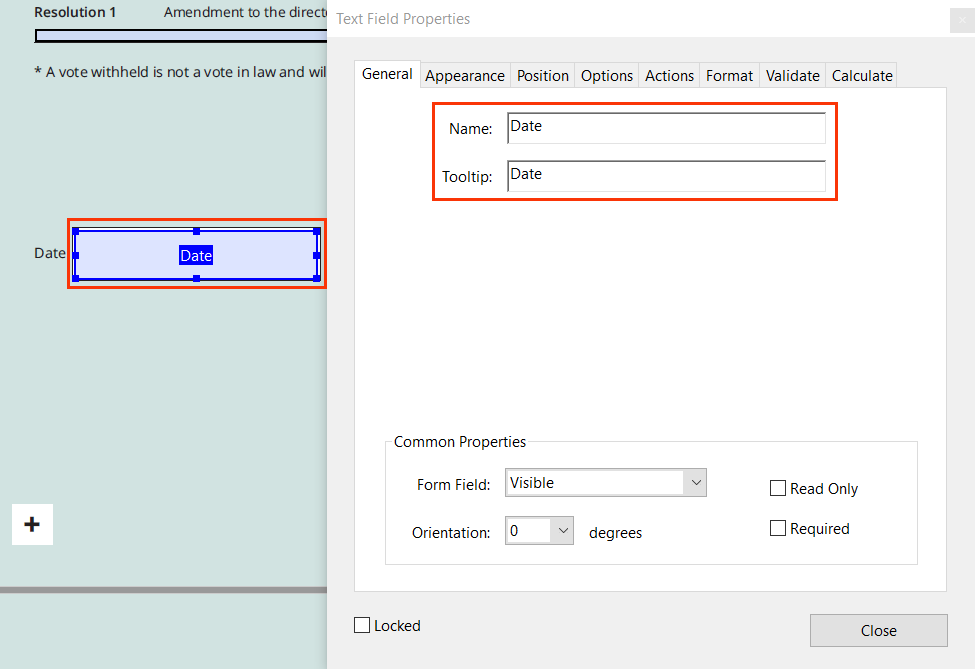 Resolution 1 Amendment to the directo
* A vote withheld is not a vote in law and wil
Date
Date
+
Text Field Properties
×
General Appearance Position Options Actions Format Validate Calculate
Name: Date
Tooltip: Date
Common Properties
Form Field: Visible
Read Only
Orientation: 0 degrees
Required
Locked
Close